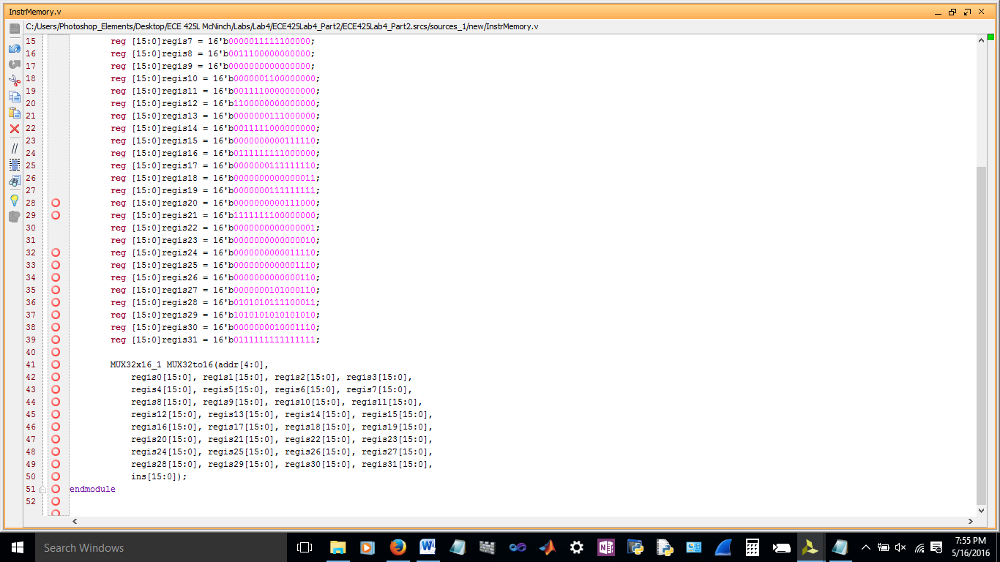 InstrMemory.v
C:/Users/Photoshop_Elements/Desktop/ECE 425L McNinch/Labs/Lab4/ECE425Lab4_Part2/ECE425Lab4_Part2.srcs/sources_1/new/InstrMemory.v
15 reg [15:0]regis7 = 16'b0000011111100000;
16 reg [15:0]regis8 = 16'b0011100000000000;
17 reg [15:0]regis9 = 16'b0000000000000000;
18 reg [15:0]regis10 = 16'b0000001100000000;
19 reg [15:0]regis11 = 16'b0011110000000000;
20 reg [15:0]regis12 = 16'b1100000000000000;
21 reg [15:0]regis13 = 16'b0000000111000000;
22 reg [15:0]regis14 = 16'b0011111000000000;
23 reg [15:0]regis15 = 16'b0000000000111110;
24 reg [15:0]regis16 = 16'b0111111111000000;
25 reg [15:0]regis17 = 16'b0000000111111110;
26 reg [15:0]regis18 = 16'b0000000000000011;
27 reg [15:0]regis19 = 16'b0000000111111111;
28 reg [15:0]regis20 = 16'b0000000000111000;
29 reg [15:0]regis21 = 16'b1111111100000000;
30 reg [15:0]regis22 = 16'b0000000000000001;
31 reg [15:0]regis23 = 16'b0000000000000010;
32 reg [15:0]regis24 = 16'b0000000000011110;
33 reg [15:0]regis25 = 16'b0000000000001110;
34 reg [15:0]regis26 = 16'b0000000000000110;
35 reg [15:0]regis27 = 16'b0000000101000110;
36 reg [15:0]regis28 = 16'b0101010111100011;
37 reg [15:0]regis29 = 16'b1010101010101010;
38 reg [15:0]regis30 = 16'b0000000010001110;
39 reg [15:0]regis31 = 16'b0111111111111111;
40
41 MUX32x16_1 MUX32to16(addr[4:0],
42 regis0[15:0], regis1[15:0], regis2[15:0], regis3[15:0],
43 regis4[15:0], regis5[15:0], regis6[15:0], regis7[15:0],
44 regis8[15:0], regis9[15:0], regis10[15:0], regis11[15:0],
45 regis12[15:0], regis13[15:0], regis14[15:0], regis15[15:0],
46 regis16[15:0], regis17[15:0], regis18[15:0], regis19[15:0],
47 regis20[15:0], regis21[15:0], regis22[15:0], regis23[15:0],
48 regis24[15:0], regis25[15:0], regis26[15:0], regis27[15:0],
49 regis28[15:0], regis29[15:0], regis30[15:0], regis31[15:0],
50 ins[15:0]);
51 endmodule
52
Search Windows
7:55 PM
5/16/2016